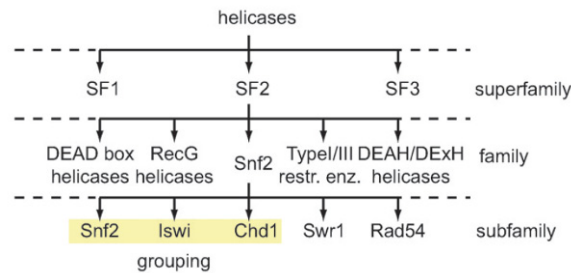 helicases
SF1 SF2 SF3 superfamily
DEAD box RecG Snf2 TypeI/III DEAH/DExH family
helicases helicases restr. enz. helicases
Snf2 Iswi Chd1 Swr1 Rad54 subfamily
grouping